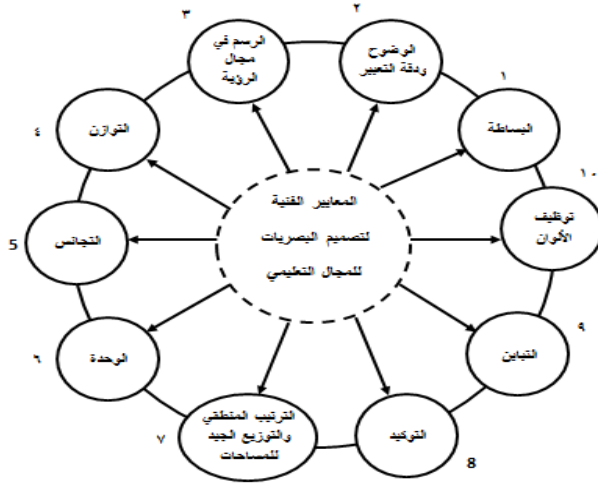 المعايير الفنية
لتصميم البصريات
للمجال التعليمي
١
البساطة
٢
الوضوح
ودقة التعبير
٣
الرسم في
مجال
الرؤية
٤
التوازن
5
التجانس
٦
الوحدة
٧
الترتيب المنطقي
والتوزيع الجيد
للمساحات
8
التوكيد
٩
التباين
١٠
توظيف
الألوان